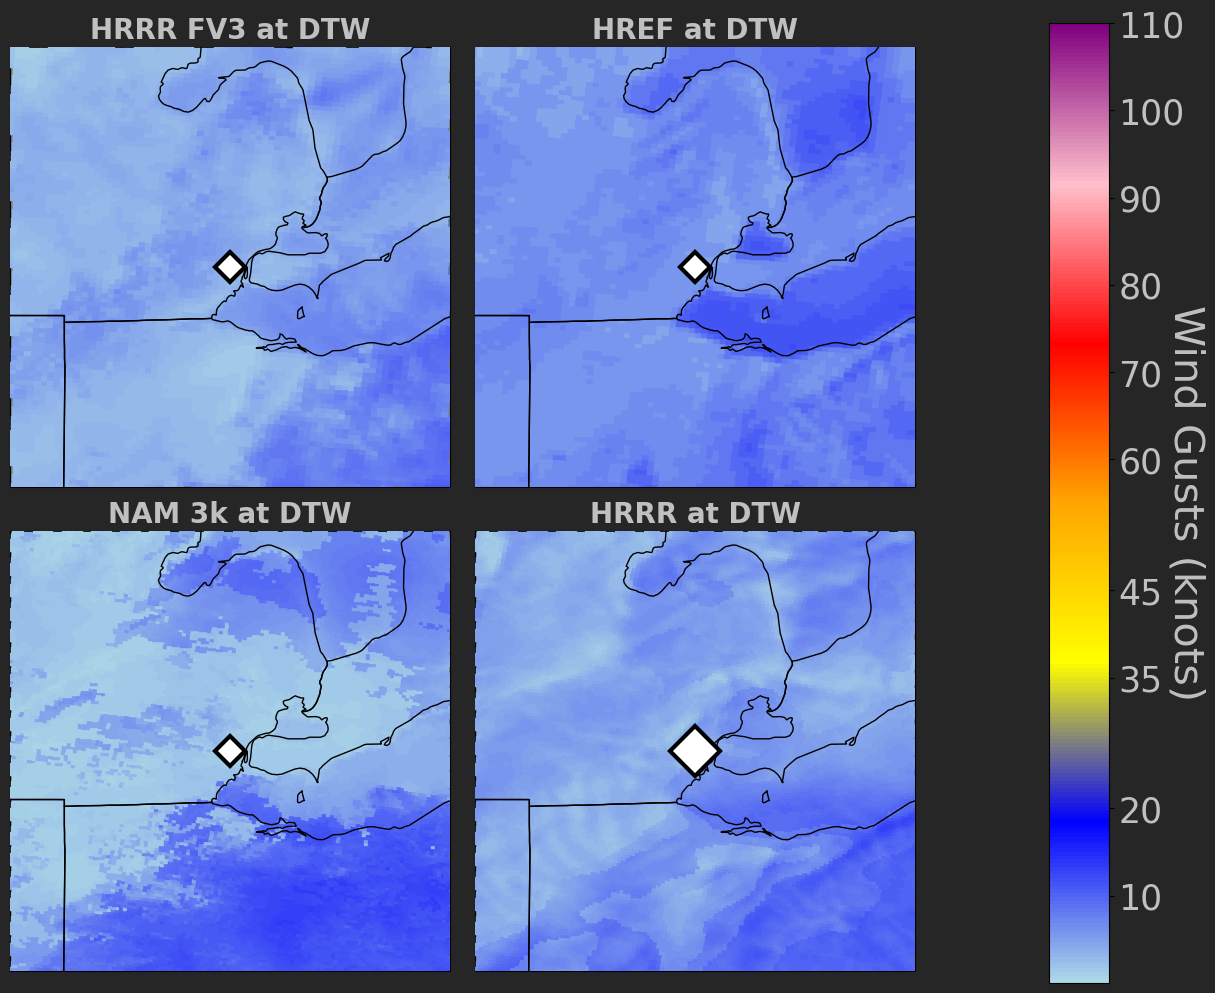 HRRR FV3 at DTW
HREF at DTW
NAM 3k at DTW
HRRR at DTW
110
100
90
80
70
60
45
35
20
10
Wind Gusts (knots)